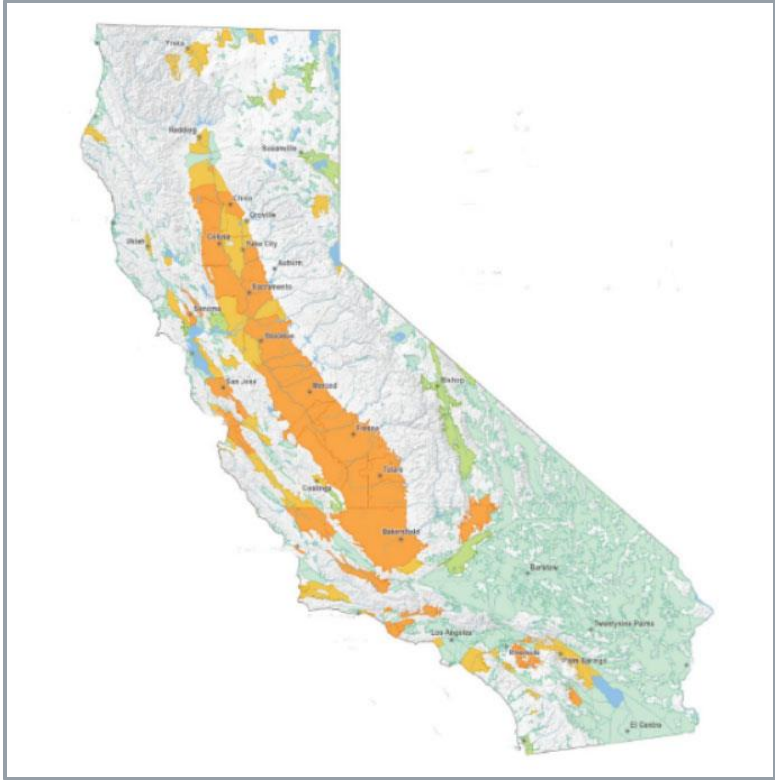 Yreka
Redding
Susanville
Chico
Oroville
Ukiah
Colusa
Yuba City
Auburn
Sacramento
Sonoma
Stockton
San Jose
Merced
Bishop
Fresno
Tulare
Coalinga
Bakersfield
Barstow
Twentynine Palms
Los Angeles
Riverside
Palm Springs
El Centro